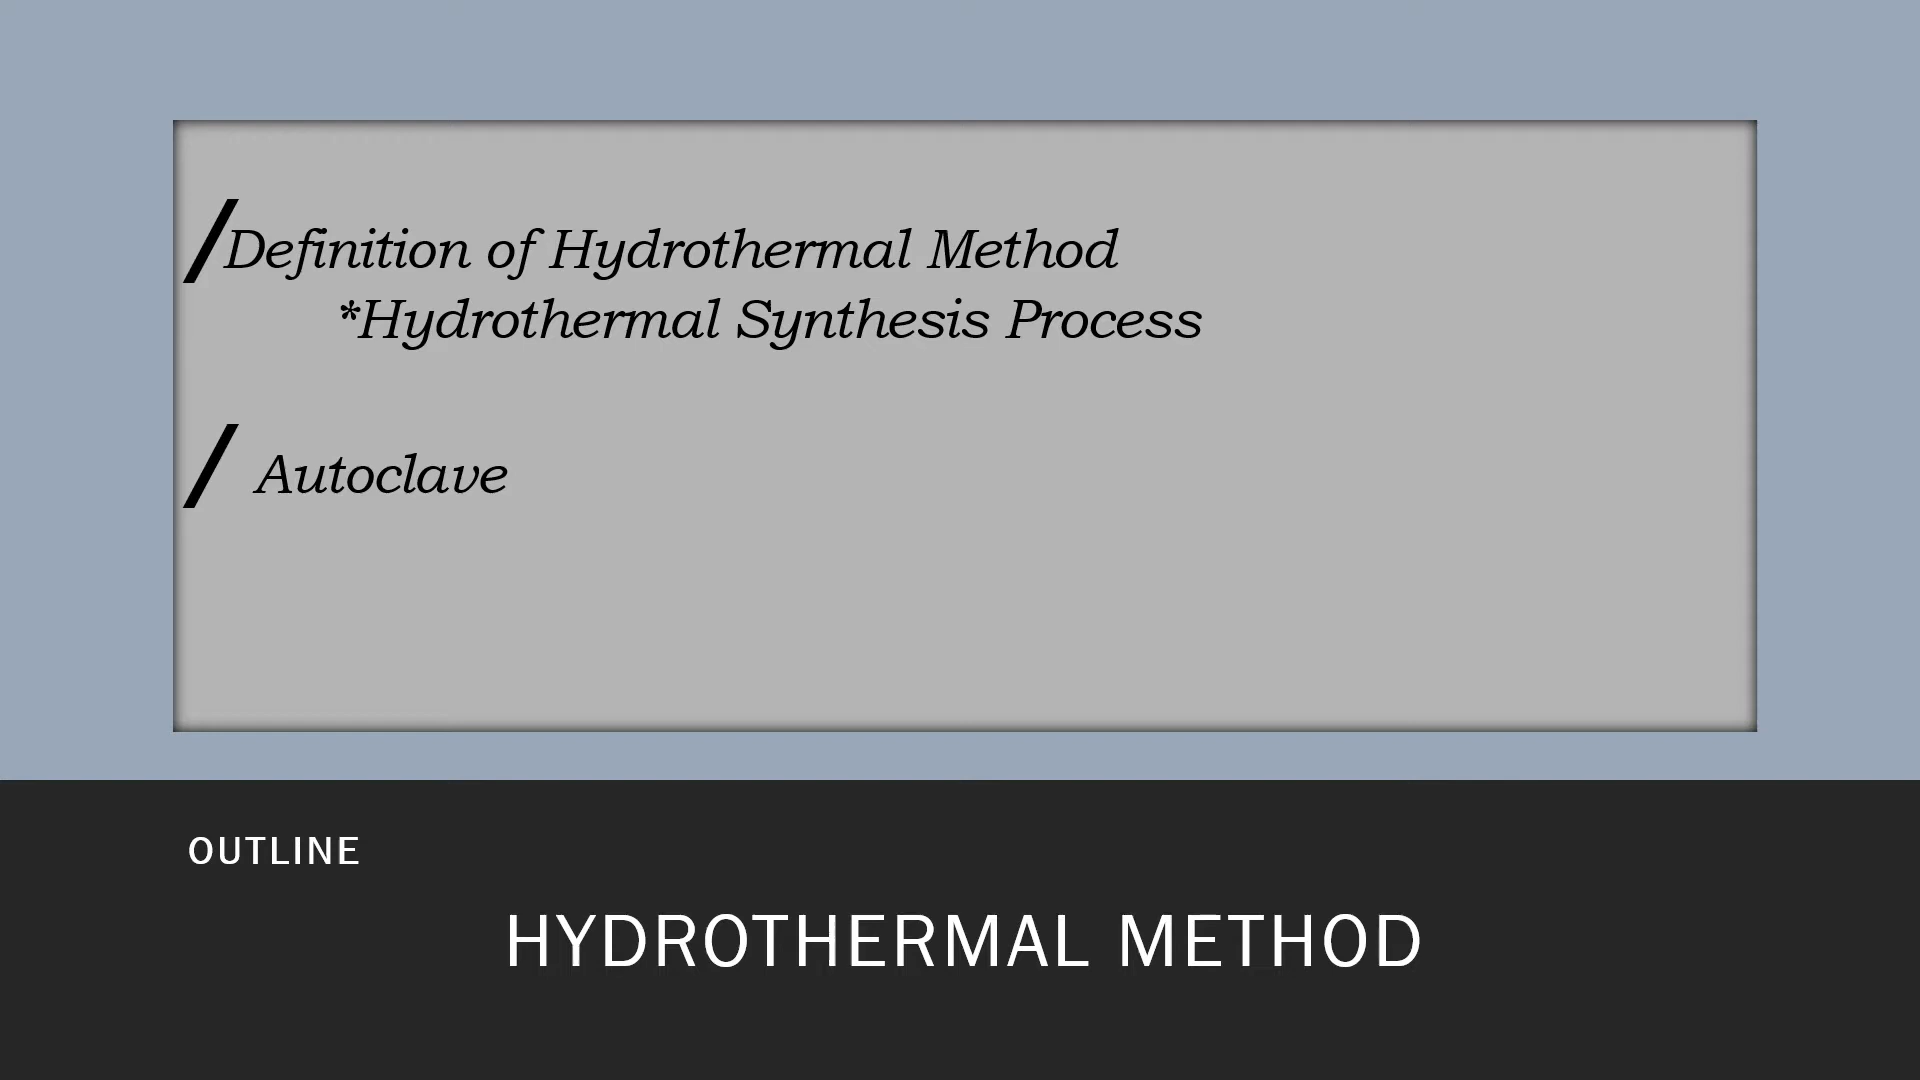 /Definition of Hydrothermal Method
*Hydrothermal Synthesis Process
/ Autoclave
OUTLINE
HYDROTHERMAL METHOD